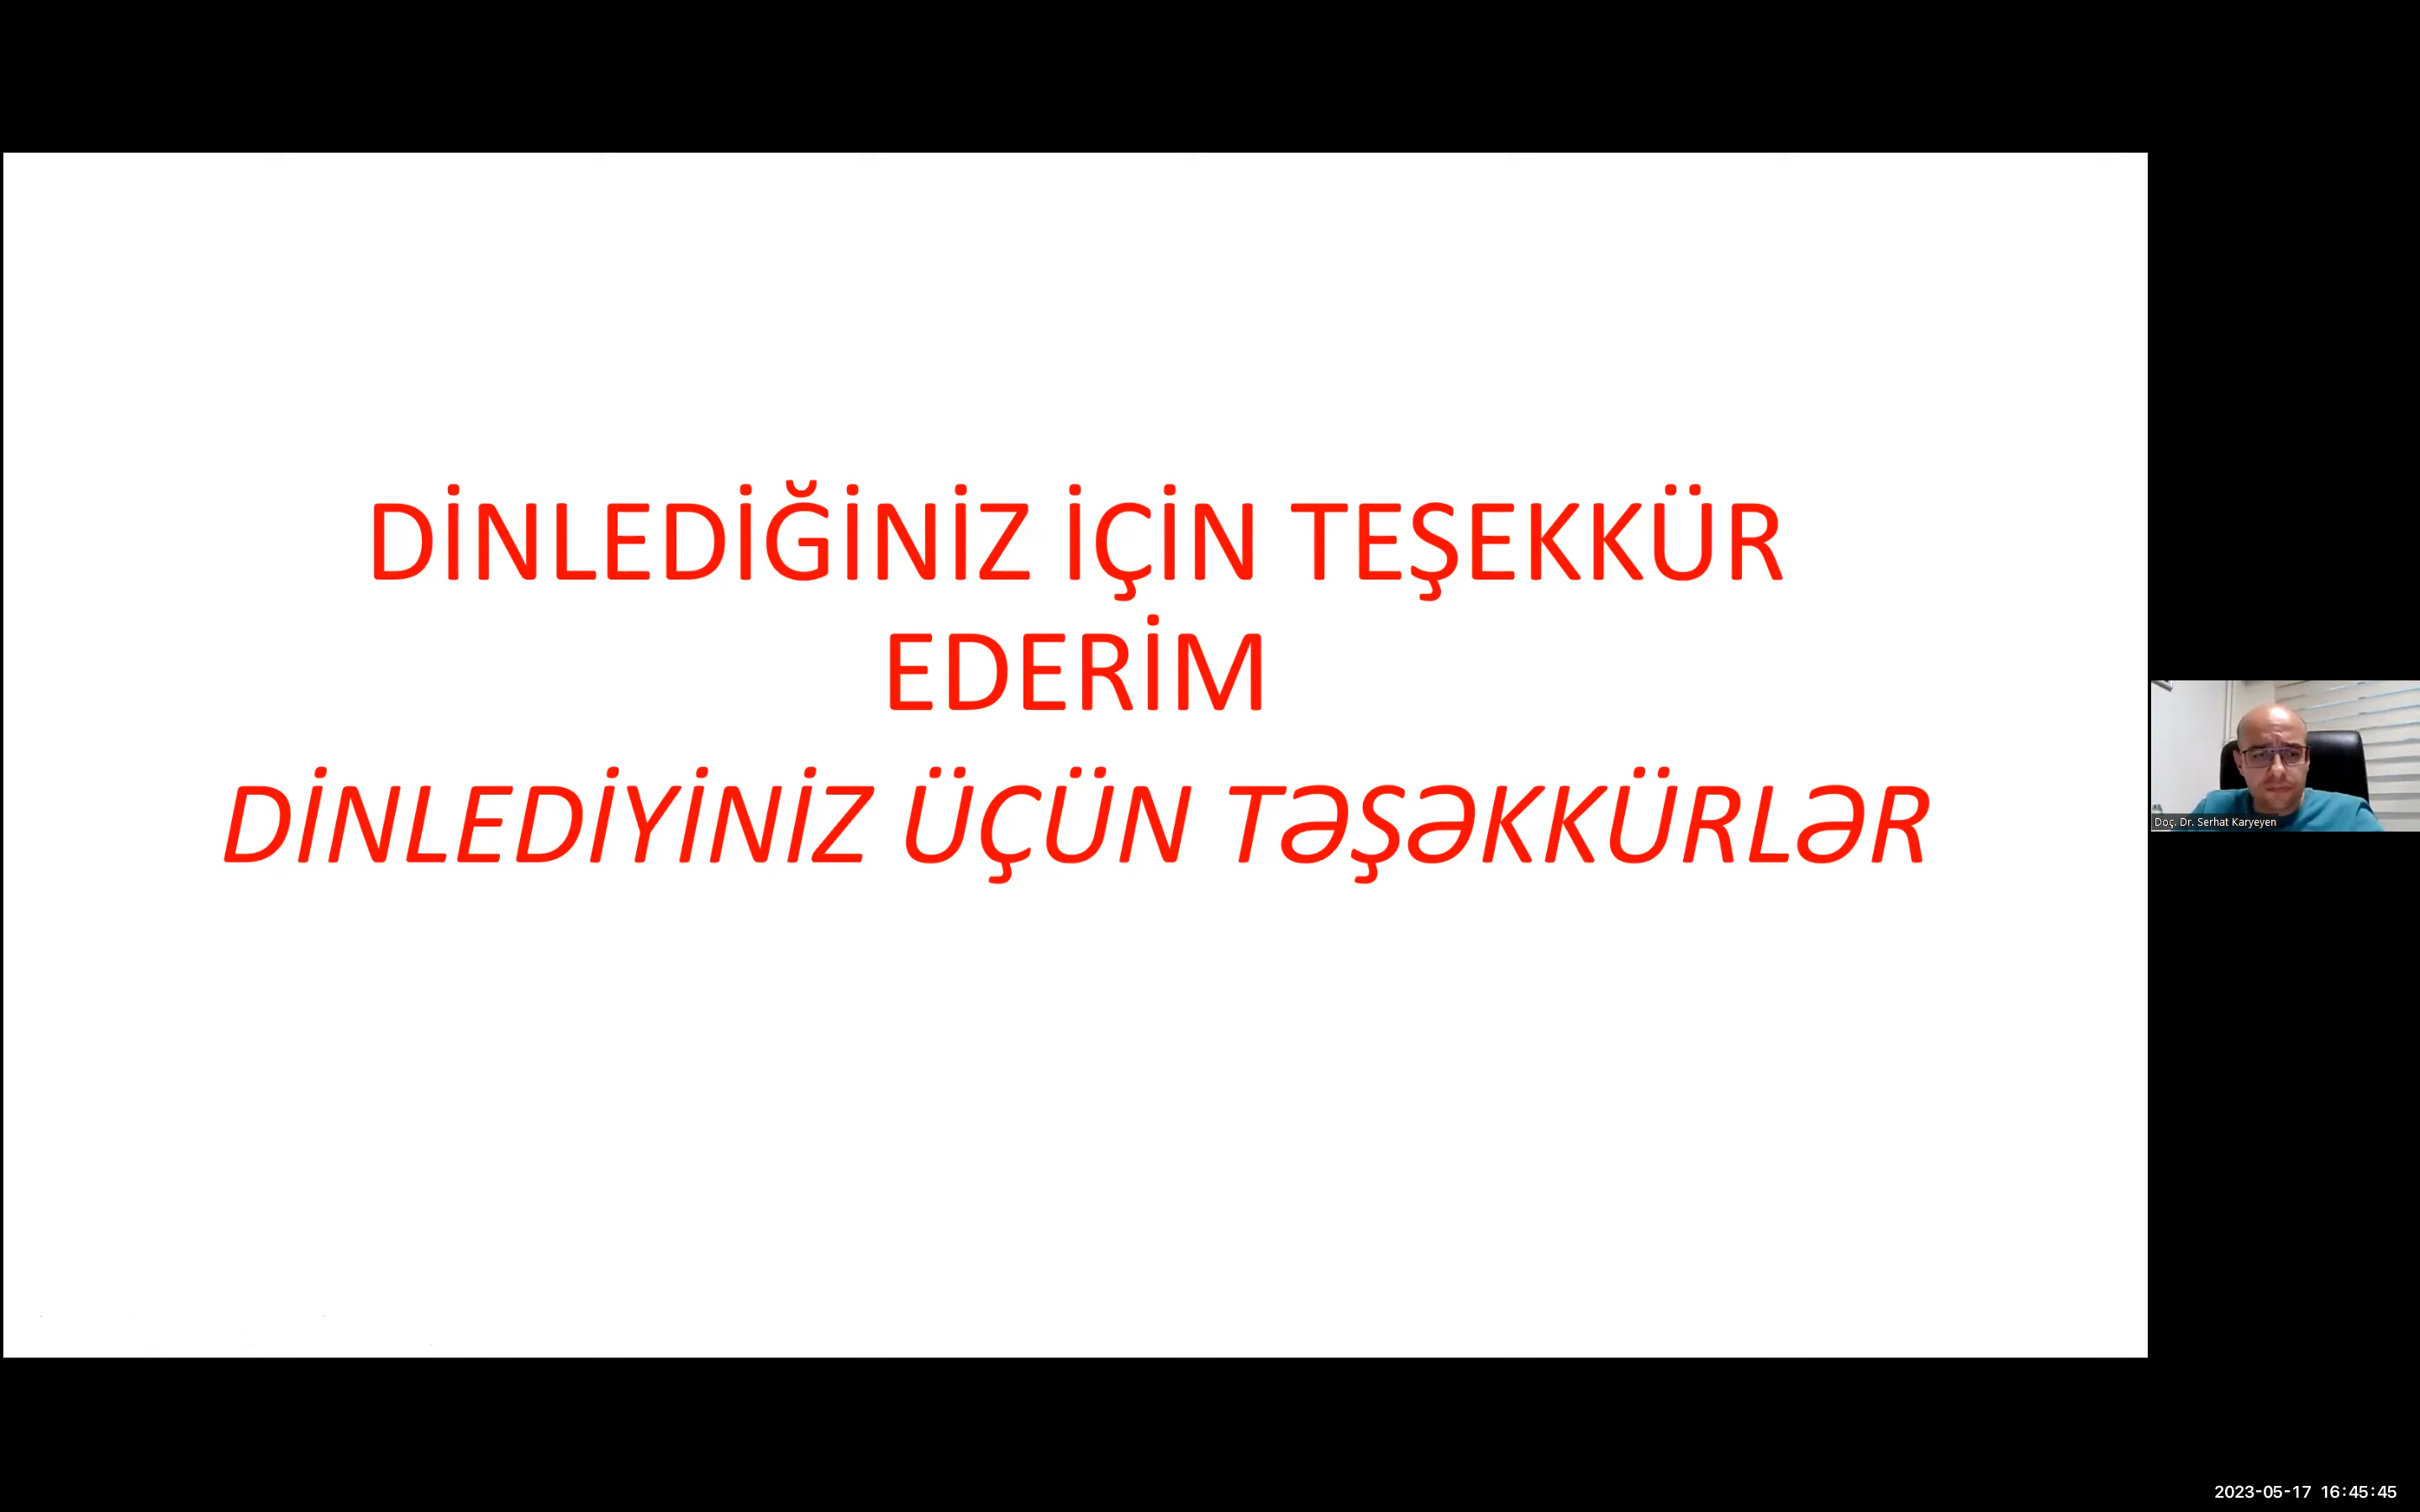 DİNLEDİĞİNİZ İÇİN TEŞEKKÜR
EDERİM
DİNLEDİYİNİZ ÜÇÜN TƏŞƏKKÜRLƏR
Doç. Dr. Serhat Karyeyen
2023-05-17 16:45:45